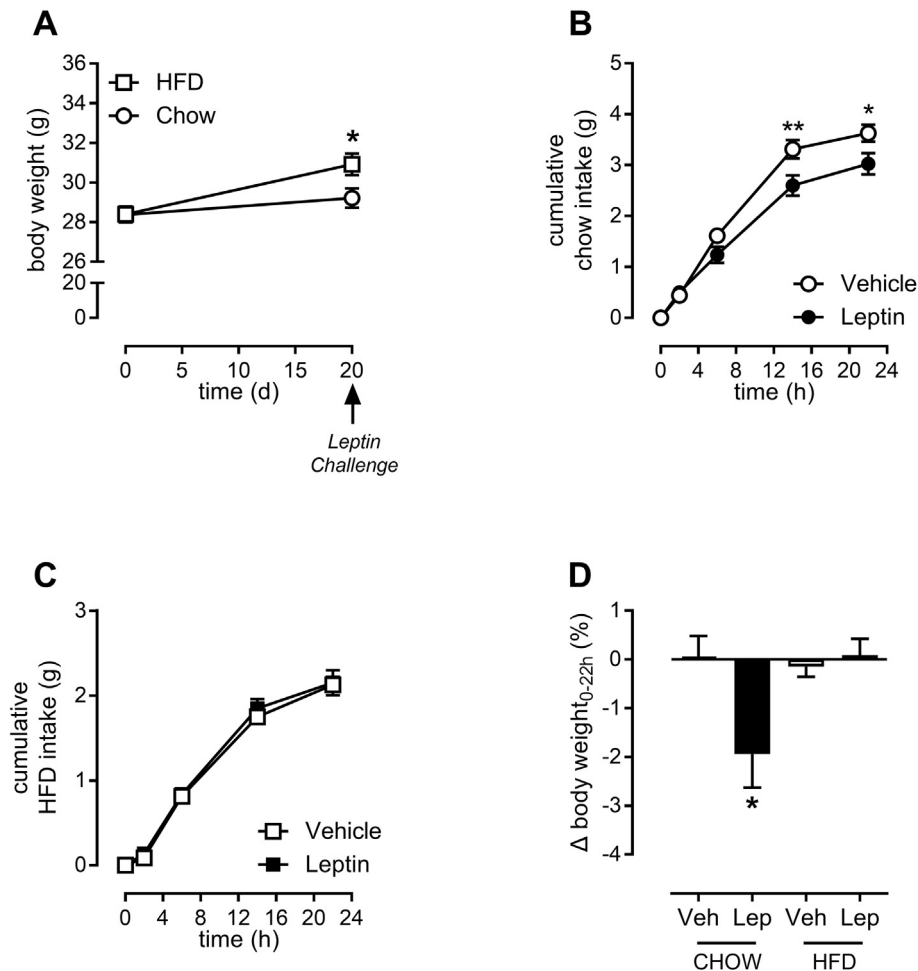 A
36
34
32
30
28
26
20
0
body weight (g)
HFD
Chow
*
0 5 10 15 20
time (d)
Leptin
Challenge
B
5
4
3
2
1
0
cumulative
chow intake (g)
** *
Vehicle
Leptin
0 4 8 12 16 20 24
time (h)
C
3
2
1
0
cumulative
HFD intake (g)
Vehicle
Leptin
0 4 8 12 16 20 24
time (h)
D
1
0
-1
-2
-3
-4
Δ body weight0-22h (%)
*
Veh Lep Veh Lep
CHOW HFD